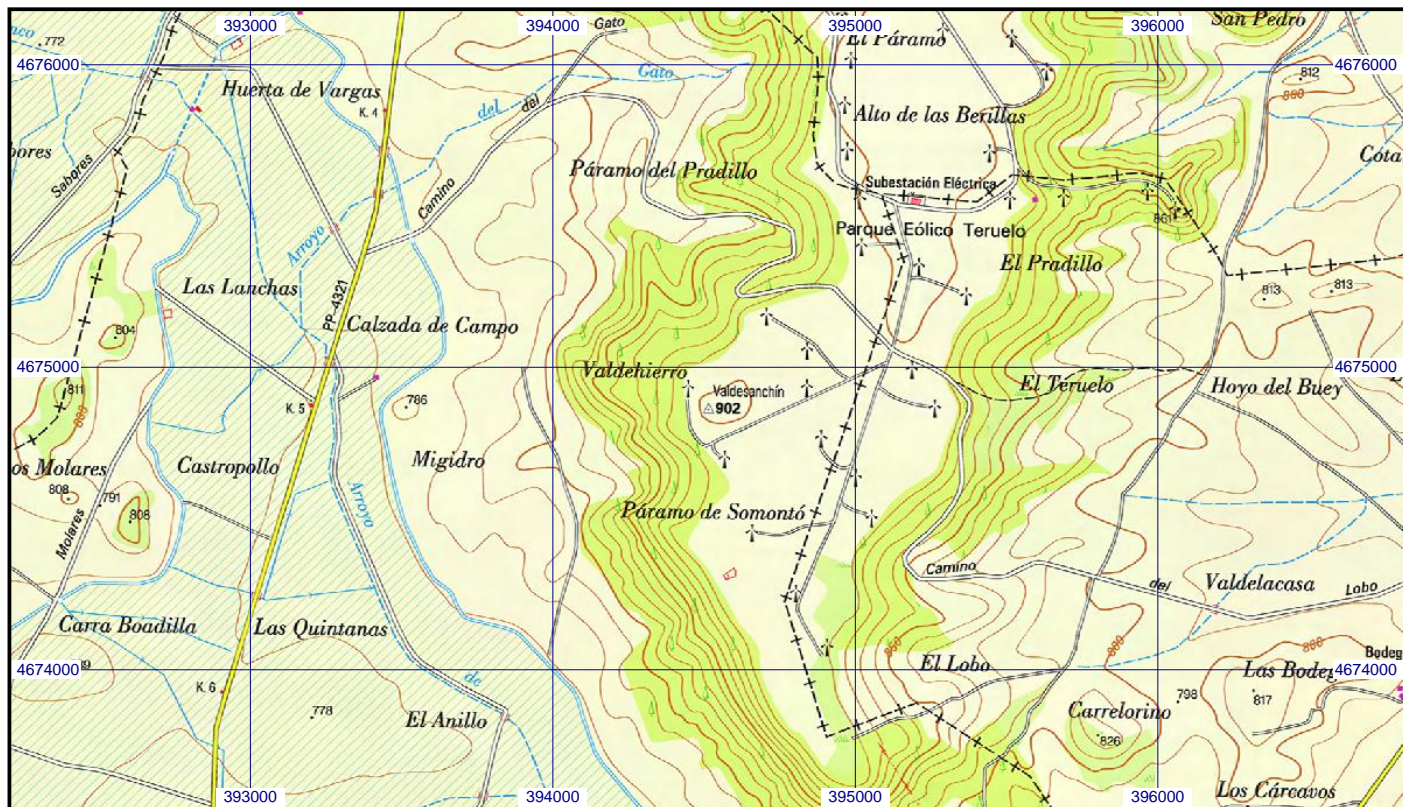 393000
394000
395000
396000
Gato
San Pedro
772
El Páramo
4676000
4676000
Gato
812
880
Huerta de Vargas
del
del
K. 4
Alto de las Berillas
Sabores
Cota
Páramo del Pradillo
Camino
Subestación Eléctrica
861
Arroyo
Parque Eólico Teruelo
El Pradillo
Las Lanchas
813
813
PP-4321
Calzada de Campo
804
4675000
4675000
Valdehierro
El Teruelo
Hoyo del Buey
811
Valdesanchín
902
K. 5
786
Castropollo
Migidro
808
791
Arroyo
Páramo de Somontó
808
Molares
Camino
del
Valdelacasa
Lobo
Carra Boadilla
Las Quintanas
860
860
4674000
4674000
El Lobo
de
K. 6
798
817
778
El Anillo
Carrelorino
826
Los Cárcavos
393000
394000
395000
396000